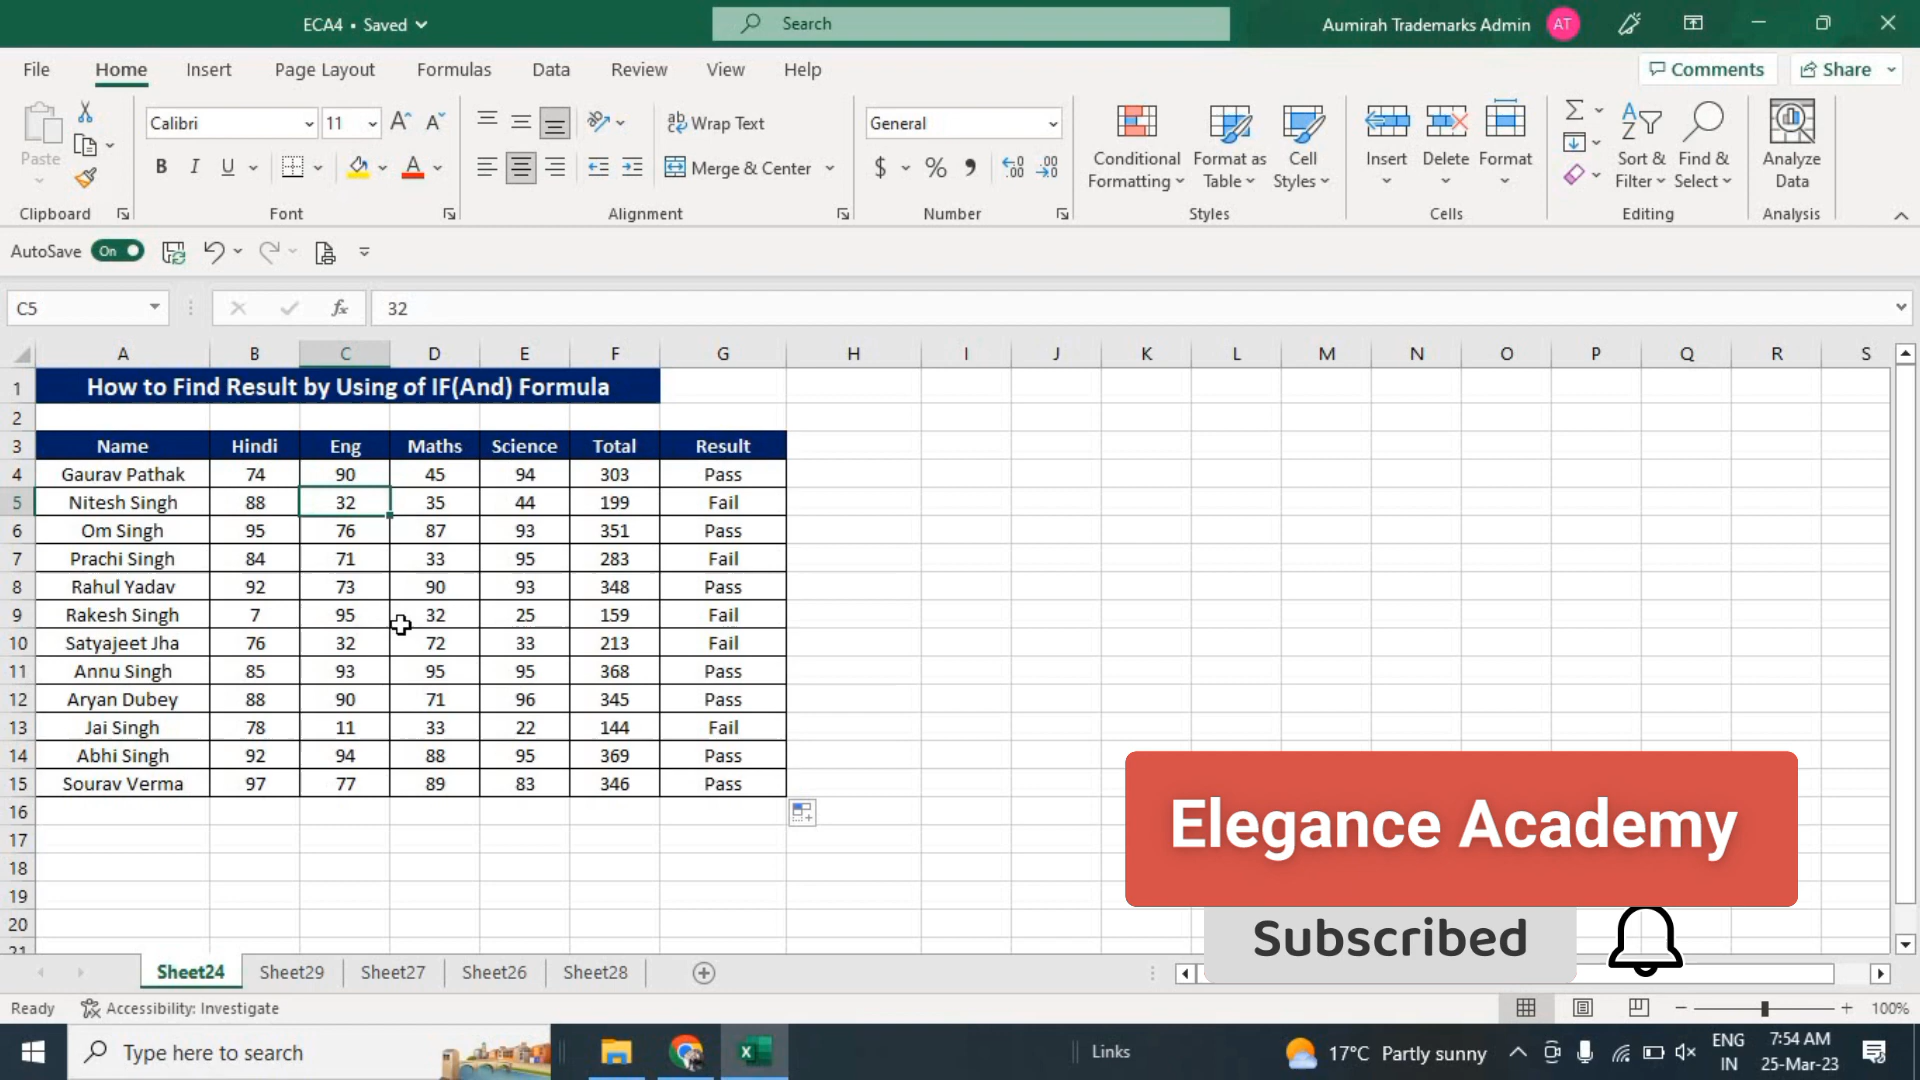 ECA4 • Saved
Search
Aumirah Trademarks Admin AT
File Home Insert Page Layout Formulas Data Review View Help Comments Share
Paste Calibri 11 Wrap Text General
B I U Merge & Center $ % Conditional Formatting Format as Table Cell Styles Insert Delete Format Sort & Filter Find & Select Analyze Data
Clipboard Font Alignment Number Styles Cells Editing Analysis
AutoSave On
C5 fx 32
A B C D E F G H I J K L M N O P Q R S
1 How to Find Result by Using of IF(And) Formula
2
3 Name Hindi Eng Maths Science Total Result
4 Gaurav Pathak 74 90 45 94 303 Pass
5 Nitesh Singh 88 32 35 44 199 Fail
6 Om Singh 95 76 87 93 351 Pass
7 Prachi Singh 84 71 33 95 283 Fail
8 Rahul Yadav 92 73 90 93 348 Pass
9 Rakesh Singh 7 95 32 25 159 Fail
10 Satyajeet Jha 76 32 72 33 213 Fail
11 Annu Singh 85 93 95 95 368 Pass
12 Aryan Dubey 88 90 71 96 345 Pass
13 Jai Singh 78 11 33 22 144 Fail
14 Abhi Singh 92 94 88 95 369 Pass
15 Sourav Verma 97 77 89 83 346 Pass
16
17
18
19
20
21
Elegance Academy
Subscribed
Sheet24 Sheet29 Sheet27 Sheet26 Sheet28
Ready Accessibility: Investigate 100%
Type here to search Links 17°C Partly sunny ENG IN 7:54 AM 25-Mar-23